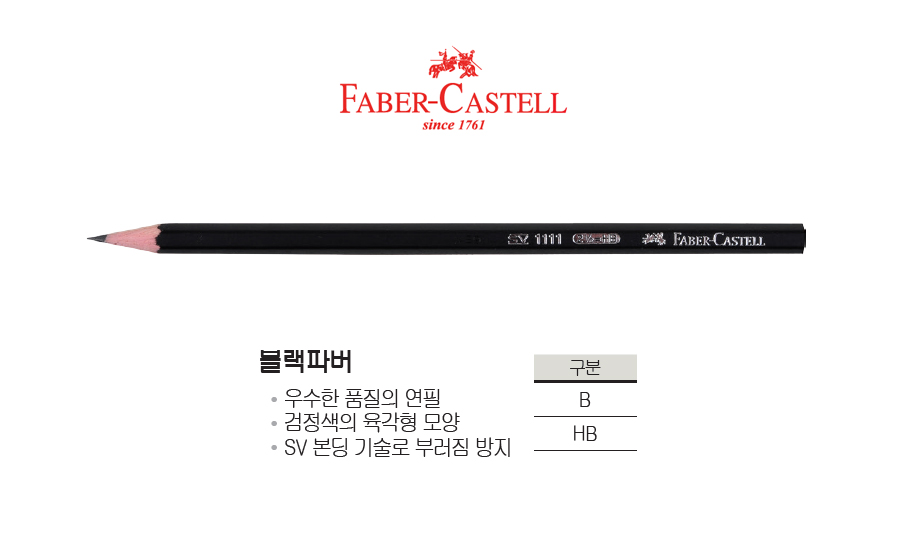 FABER-CASTELL
since 1761
SV 1111 FABER-CASTELL
블랙파버
• 우수한 품질의 연필
• 검정색의 육각형 모양
• SV 본딩 기술로 부러짐 방지
구분
B
HB